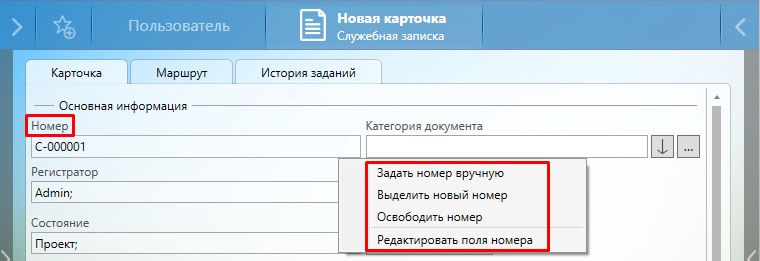 Пользователь
Новая карточка
Служебная записка
Карточка
Маршрут
История заданий
Основная информация
Номер
Категория документа
С-000001
...
Задать номер вручную
Регистратор
Выделить новый номер
Admin;
Освободить номер
Состояние
Редактировать поля номера
Проект;